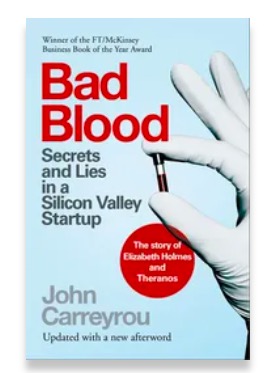 Winner of the FT/McKinsey
Business Book of the Year Award
Bad
Blood
Secrets
and Lies
in a
Silicon Valley
Startup
The story of
Elizabeth Holmes
and
Theranos
John
Carreyrou
Updated with a new afterword